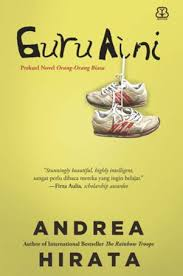 Guru Aini
Prekuel Novel Orang-Orang Biasa
"Stunningly beautiful, highly intelligent,
sangat perlu dibaca mereka yang ingin belajar."
—Firza Aulia, scholarship awardee
ANDREA
Author of International Bestseller The Rainbow Troops
HIRATA